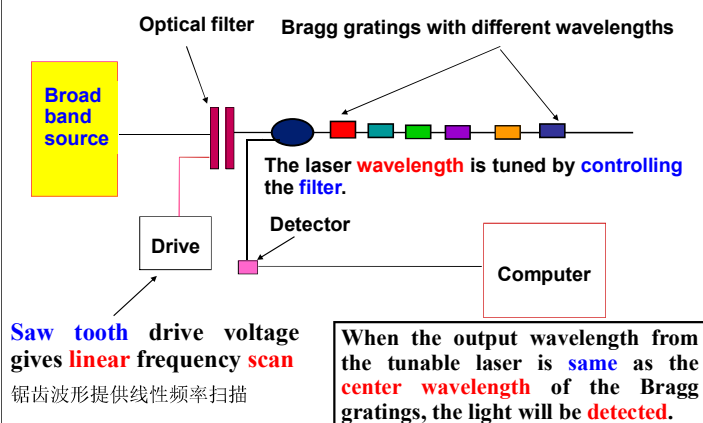 Optical filter
Bragg gratings with different wavelengths
Broad
band
source
The laser wavelength is tuned by controlling
the filter.
Detector
Drive
Computer
Saw tooth drive voltage
gives linear frequency scan
锯齿波形提供线性频率扫描
When the output wavelength from
the tunable laser is same as the
center wavelength of the Bragg
gratings, the light will be detected.